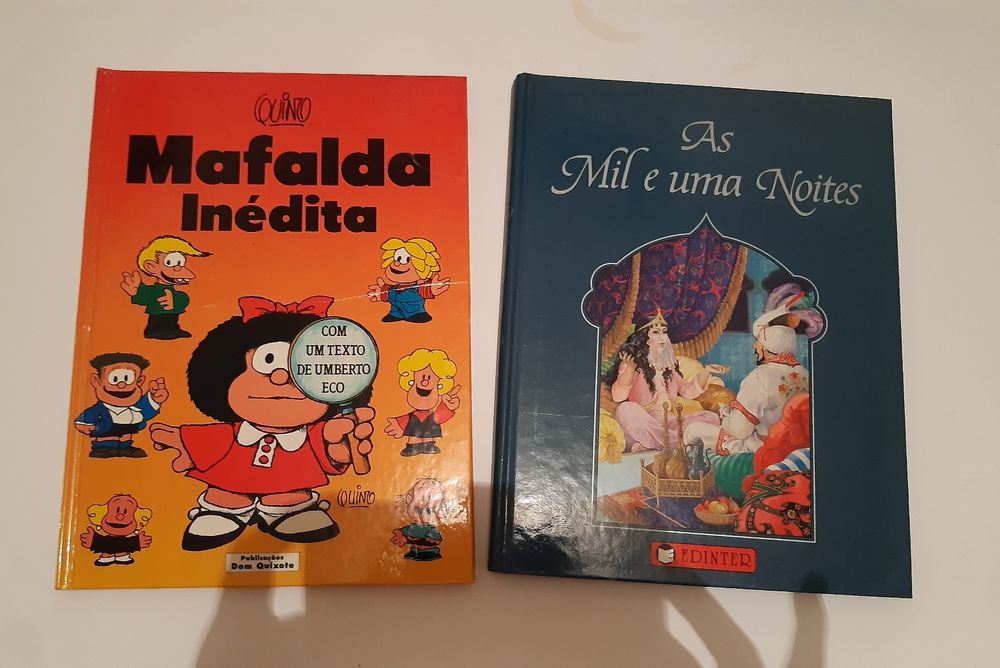 QUINO
Mafalda
Inédita
COM
UM TEXTO
DE UMBERTO
ECO
QUINO
Publicações
Dom Quixote
As
Mil e uma Noites
EDINTER